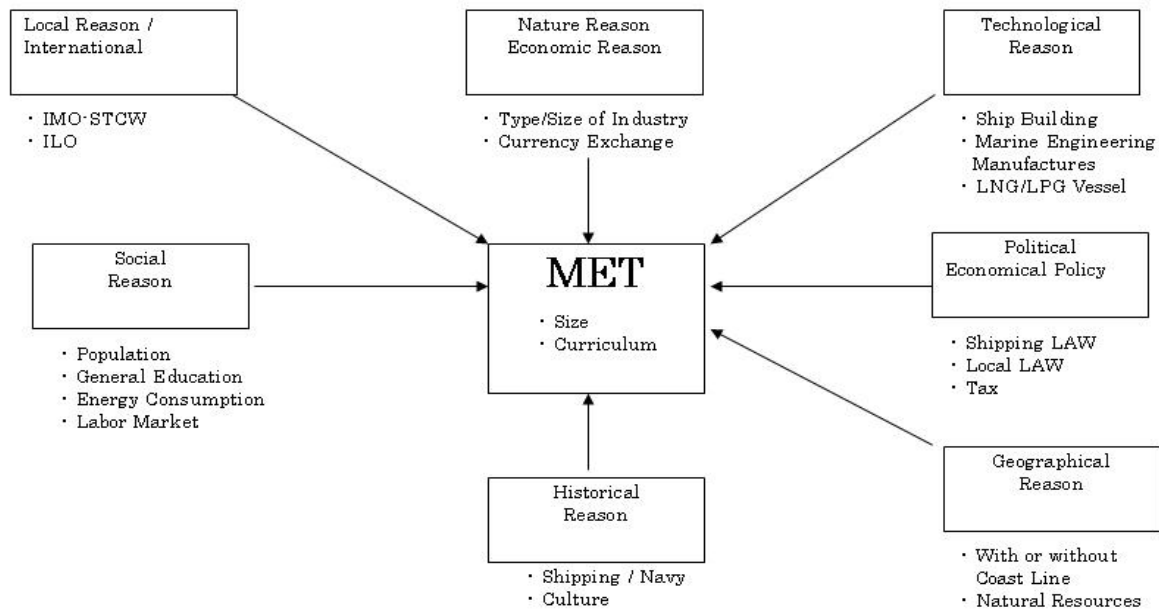 Local Reason /
International
· IMO-STCW
· ILO
Nature Reason
Economic Reason
· Type/Size of Industry
· Currency Exchange
Technological
Reason
· Ship Building
· Marine Engineering
Manufactures
· LNG/LPG Vessel
Social
Reason
· Population
· General Education
· Energy Consumption
· Labor Market
MET
· Size
· Curriculum
Political
Economical Policy
· Shipping LAW
· Local LAW
· Tax
Historical
Reason
· Shipping / Navy
· Culture
Geographical
Reason
· With or without
Coast Line
· Natural Resources